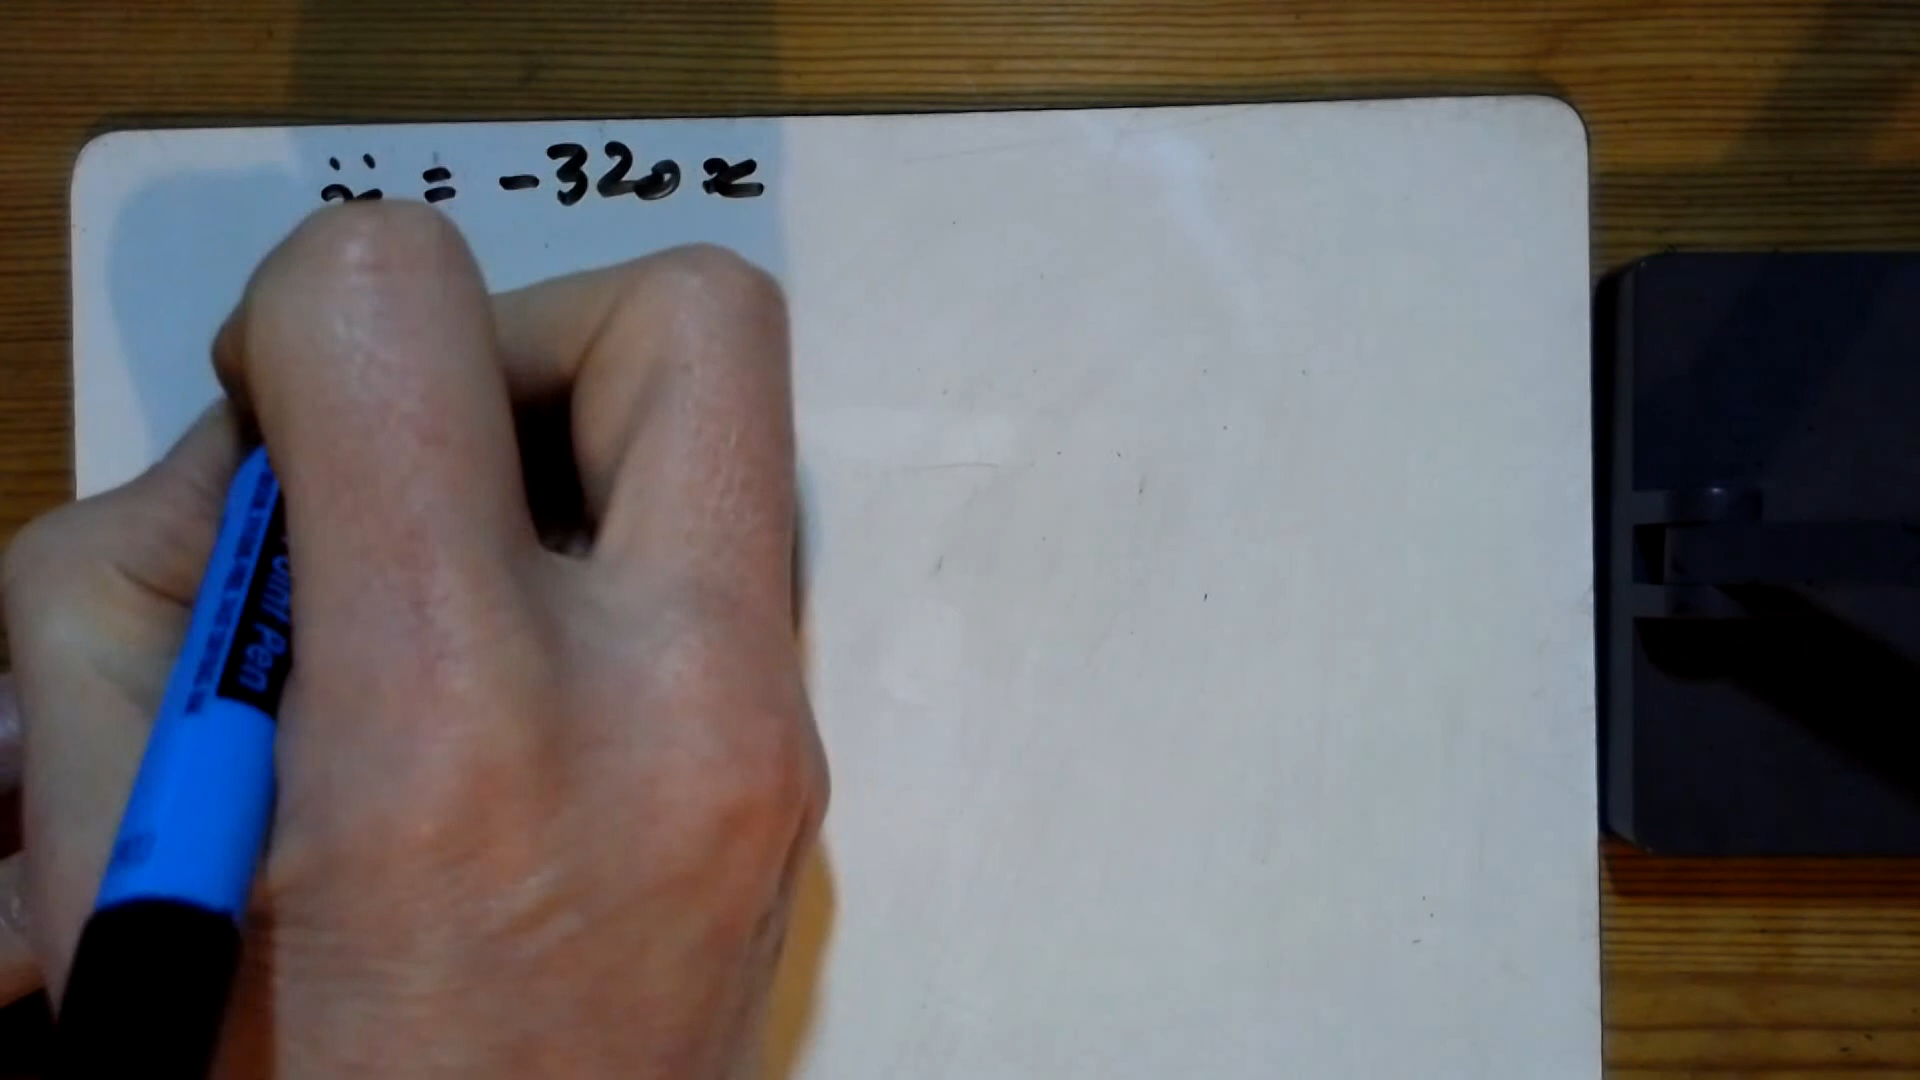 ẍ = -320x
Point Pen